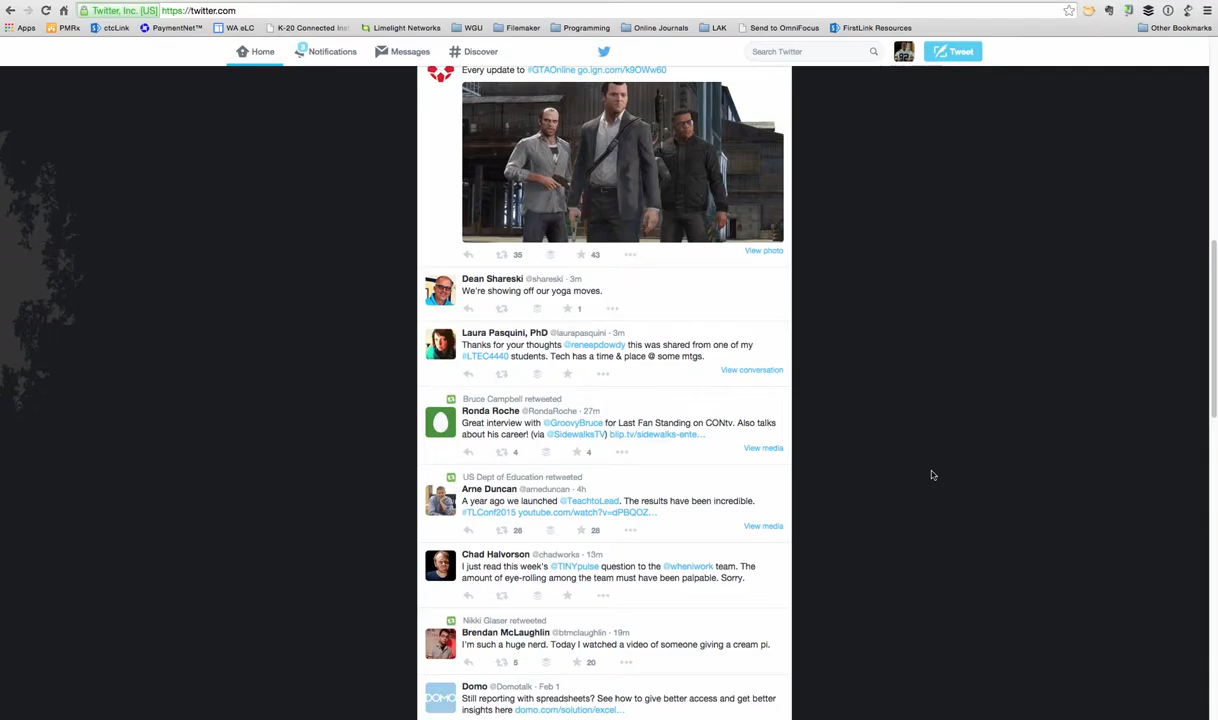 Twitter, Inc. [US] https://twitter.com
Apps PMRx ctcLink PaymentNet™ WA eLC K-20 Connected Inst Limelight Networks WGU Filemaker Programming Online Journals LAK Send to OmniFocus FirstLink Resources Other Bookmarks
Home Notifications Messages Discover Search Twitter Tweet
Every update to #GTAOnline go.ign.com/k9OWw60
35 43 View photo
Dean Shareski @shareski · 3m
We're showing off our yoga moves.
1
Laura Pasquini, PhD @laurapasquini · 3m
Thanks for your thoughts @reneepdowdy this was shared from one of my
#LTEC4440 students. Tech has a time & place @ some mtgs.
View conversation
Bruce Campbell retweeted
Ronda Roche @RondaRoche · 27m
Great interview with @GroovyBruce for Last Fan Standing on CONtv. Also talks
about his career! (via @SidewalksTV) blip.tv/sidewalks-ente...
4 4 View media
US Dept of Education retweeted
Arne Duncan @arneduncan · 4h
A year ago we launched @TeachtoLead. The results have been incredible.
#TLConf2015 youtube.com/watch?v=dPBQOZ...
26 28 View media
Chad Halvorson @chadworks · 13m
I just read this week's @TINYpulse question to the @wheniwork team. The
amount of eye-rolling among the team must have been palpable. Sorry.
Nikki Glaser retweeted
Brendan McLaughlin @btmclaughlin · 19m
I'm such a huge nerd. Today I watched a video of someone giving a cream pi.
5 20
DOMO
Domo @Domotalk · Feb 1
Still reporting with spreadsheets? See how to give better access and get better
insights here domo.com/solution/excel...